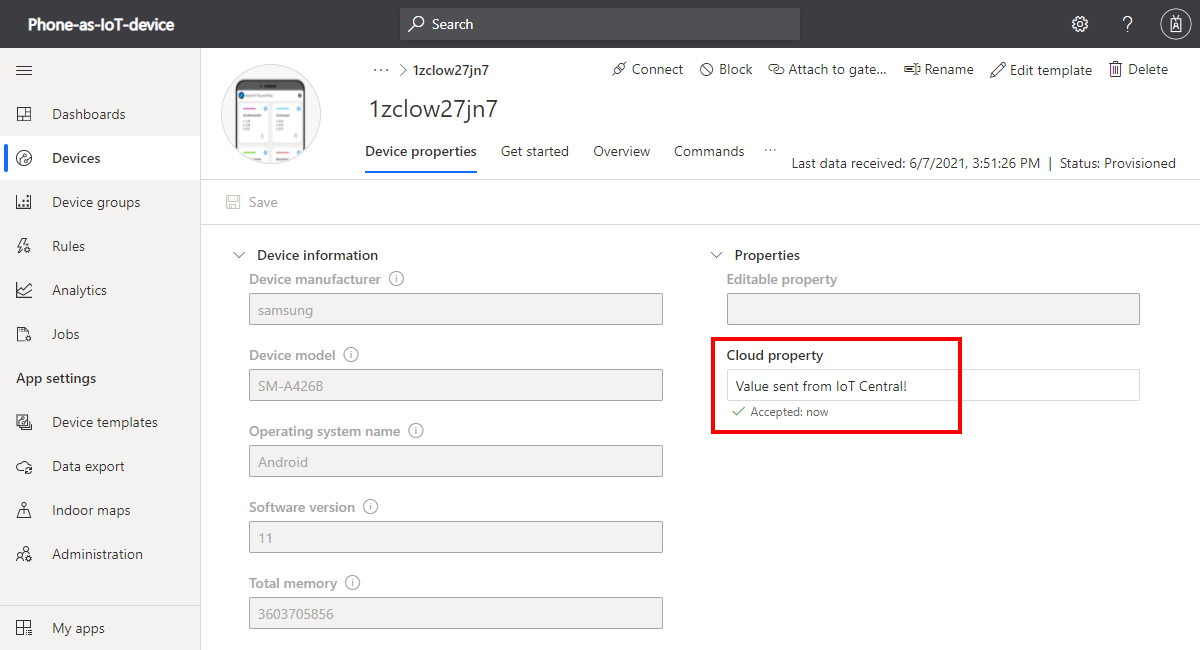 Phone-as-IoT-device
Search
Dashboards
Devices
Device groups
Rules
Analytics
Jobs
App settings
Device templates
Data export
Indoor maps
Administration
My apps
··· > 1zclow27jn7
Connect
Block
Attach to gate...
Rename
Edit template
Delete
1zclow27jn7
Device properties
Get started
Overview
Commands
···
Last data received: 6/7/2021, 3:51:26 PM | Status: Provisioned
Save
Device information
Device manufacturer
samsung
Device model
SM-A426B
Operating system name
Android
Software version
11
Total memory
3603705856
Properties
Editable property
Cloud property
Value sent from IoT Central!
Accepted: now